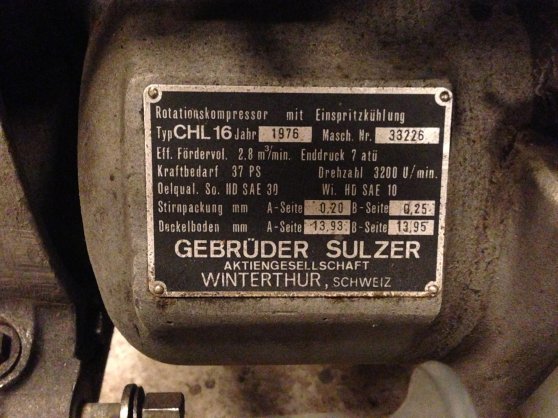 Rotationskompressor mit Einspritzkühlung
Typ CHL 16 Jahr 1976 Masch. Nr. 33226
Eff. Fördervol. 2.8 m³/min. Enddruck 7 atü
Kraftbedarf 37 PS Drehzahl 3200 U/min.
Oelqual. So. HD SAE 30 Wi. HD SAE 10
Stirnpackung mm A-Seite 0,20 B-Seite 0,25
Deckelboden mm A-Seite 13,93 B-Seite 13,95
GEBRÜDER SULZER
AKTIENGESELLSCHAFT
WINTERTHUR, SCHWEIZ